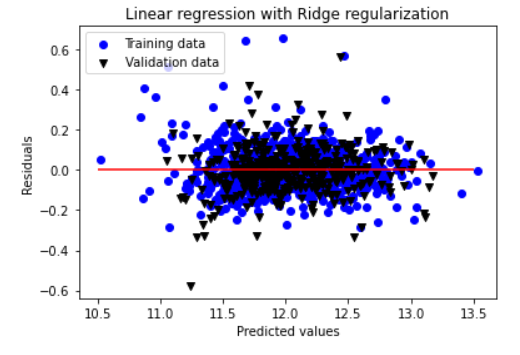 Linear regression with Ridge regularization
Training data
Validation data
Residuals
0.6
0.4
0.2
0.0
−0.2
−0.4
−0.6
10.5 11.0 11.5 12.0 12.5 13.0 13.5
Predicted values